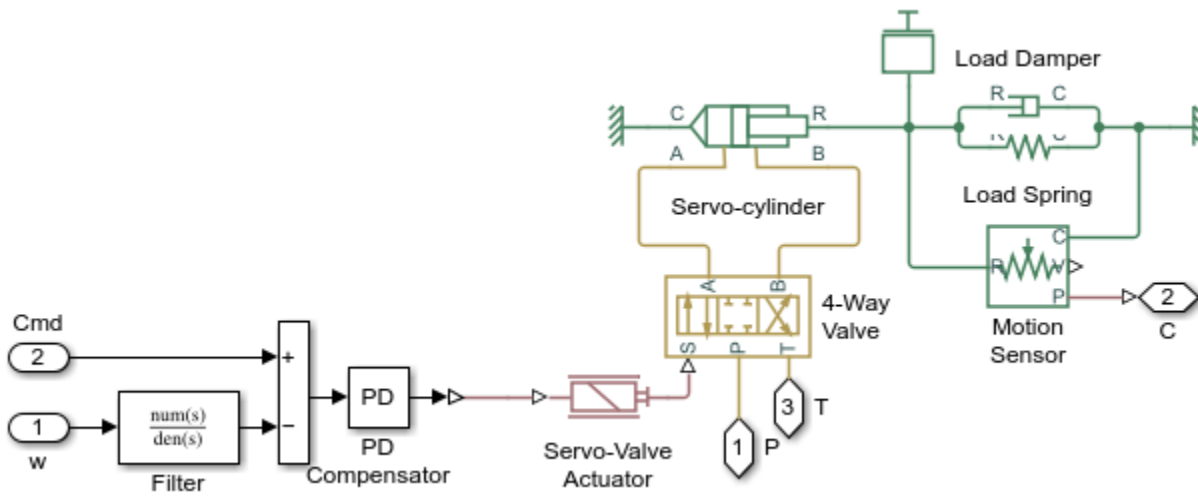 Load Damper
R C
C R
R C
A B
Load Spring
Servo-cylinder
C
A B
R V
4-Way
Valve
P
2
C
Cmd
2
S P T
Motion
Sensor
+
PD
3 T
num(s)
den(s)
−
1
w
1 P
PD
Compensator
Servo-Valve
Actuator
Filter